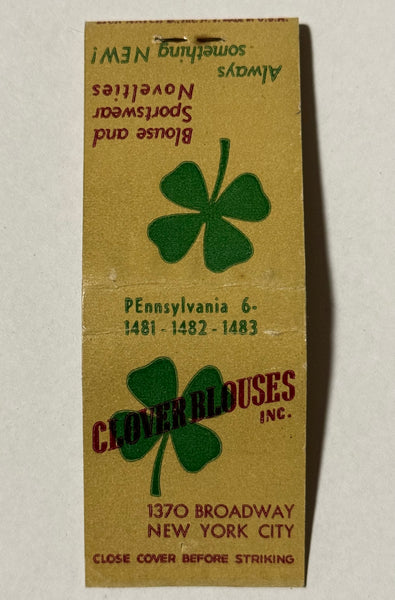 Always
something NEW!
Blouse and
Sportswear
Novelties
PEnnsylvania 6-
1481 - 1482 - 1483
CLOVER BLOUSES
INC.
1370 BROADWAY
NEW YORK CITY
CLOSE COVER BEFORE STRIKING